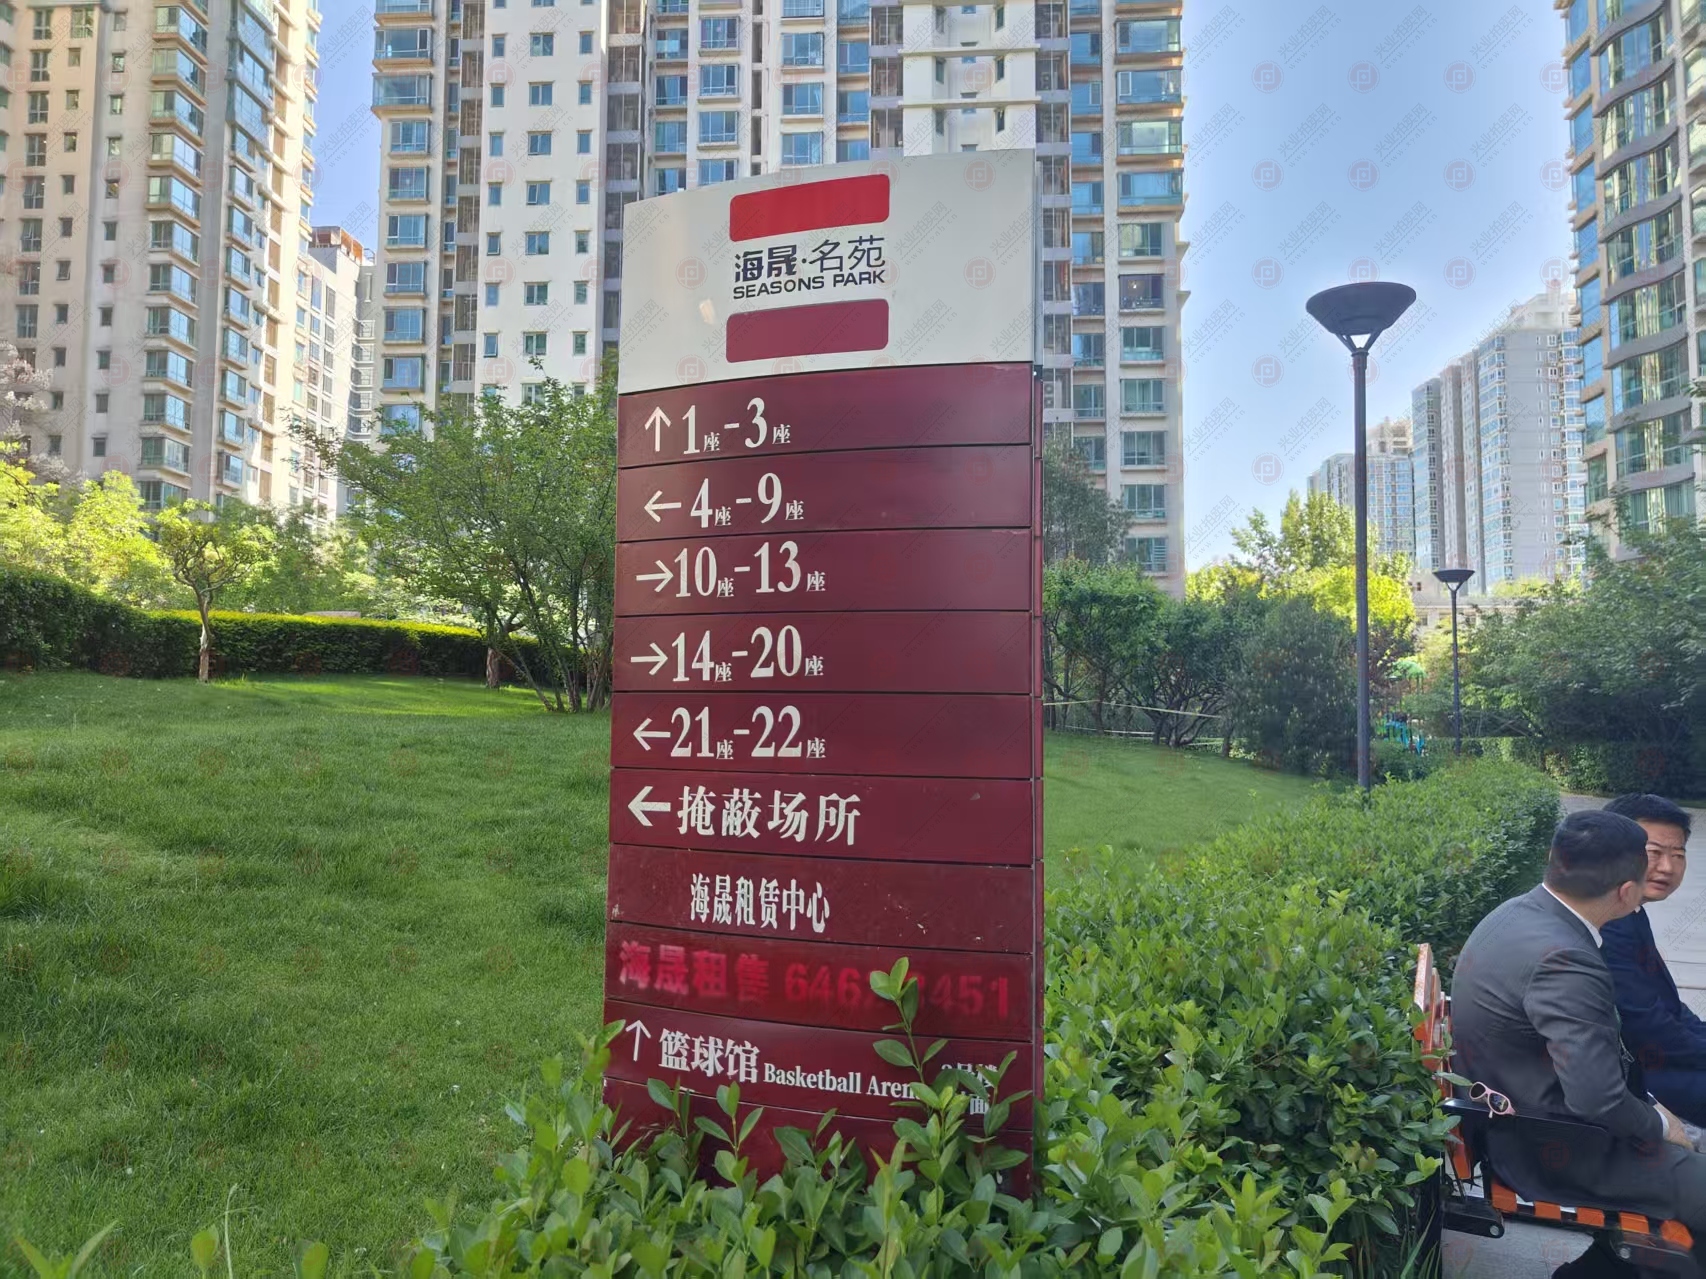 海晟·名苑
SEASONS PARK
↑1座-3座
←4座-9座
→10座-13座
→14座-20座
←21座-22座
←掩蔽场所
海晟租赁中心
海晟租售 646 451
↑篮球馆 Basketball